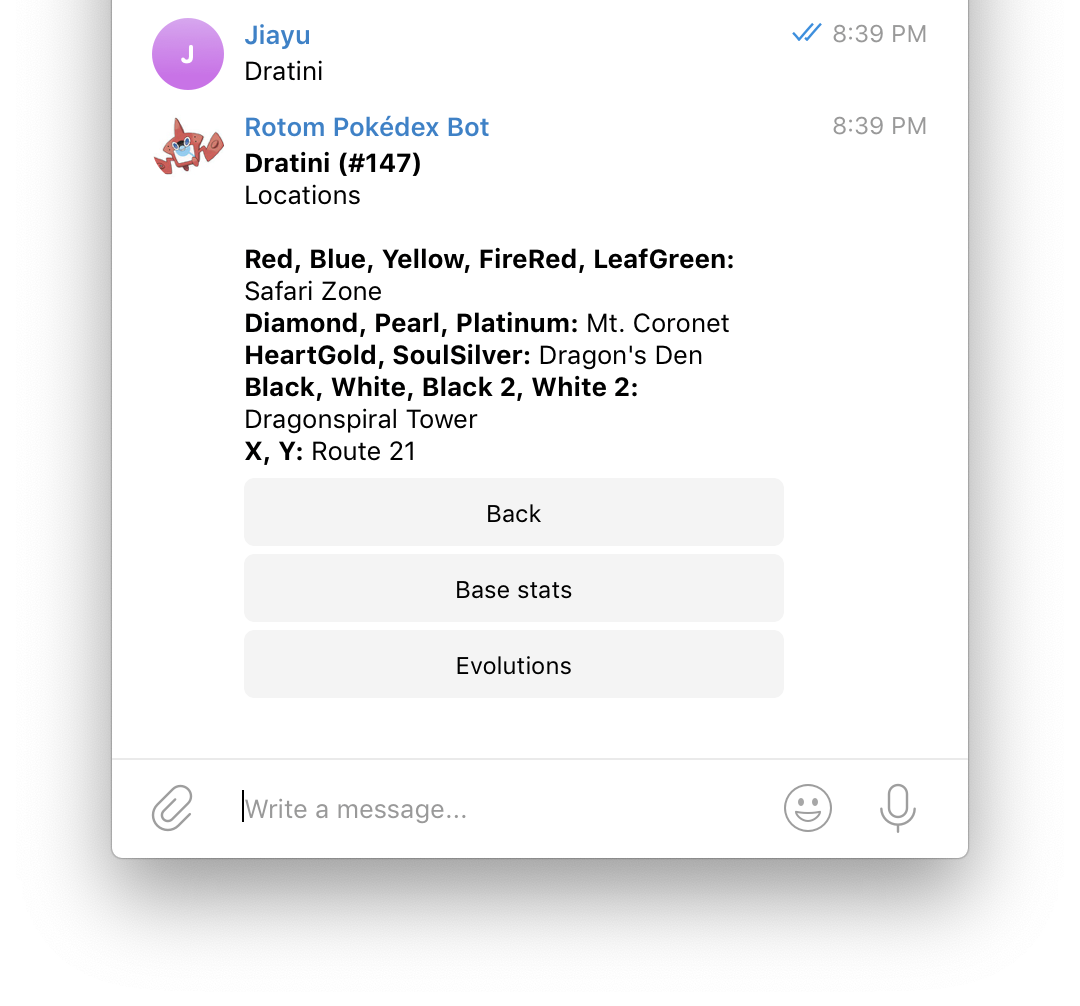 Jiayu 8:39 PM
J
Dratini
Rotom Pokédex Bot 8:39 PM
Dratini (#147)
Locations
Red, Blue, Yellow, FireRed, LeafGreen:
Safari Zone
Diamond, Pearl, Platinum: Mt. Coronet
HeartGold, SoulSilver: Dragon's Den
Black, White, Black 2, White 2:
Dragonspiral Tower
X, Y: Route 21
Back
Base stats
Evolutions
Write a message...